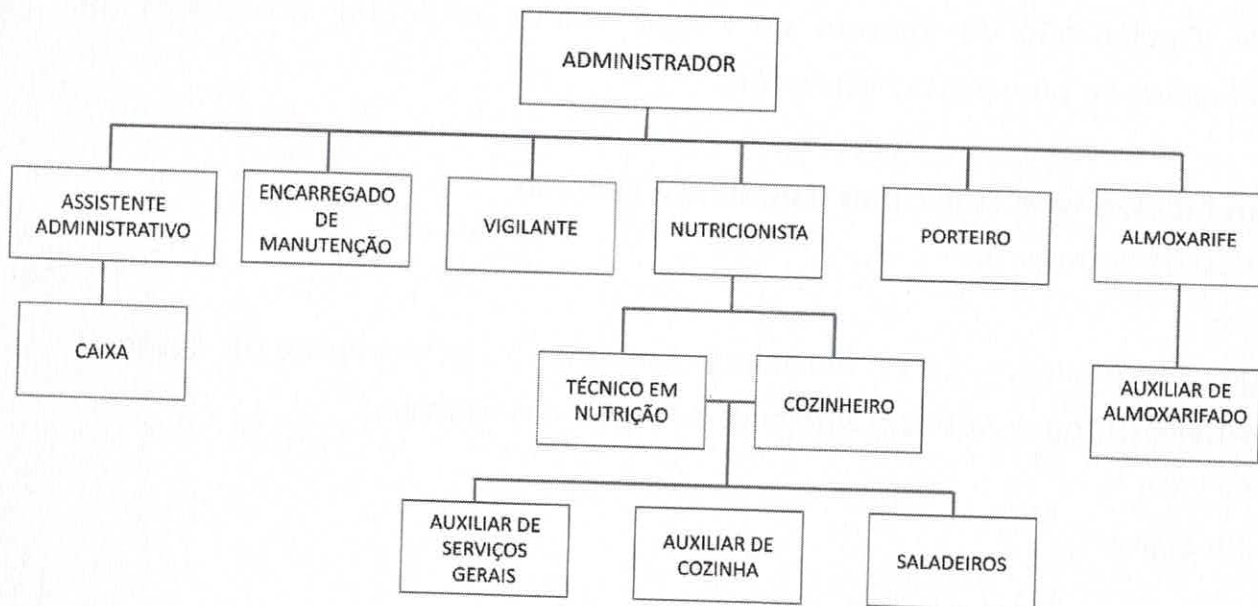 ADMINISTRADOR
ASSISTENTE
ADMINISTRATIVO
ENCARREGADO
DE
MANUTENÇÃO
VIGILANTE
NUTRICIONISTA
PORTEIRO
ALMOXARIFE
CAIXA
TÉCNICO EM
NUTRIÇÃO
COZINHEIRO
AUXILIAR DE
ALMOXARIFADO
AUXILIAR DE
SERVIÇOS
GERAIS
AUXILIAR DE
COZINHA
SALADEIROS